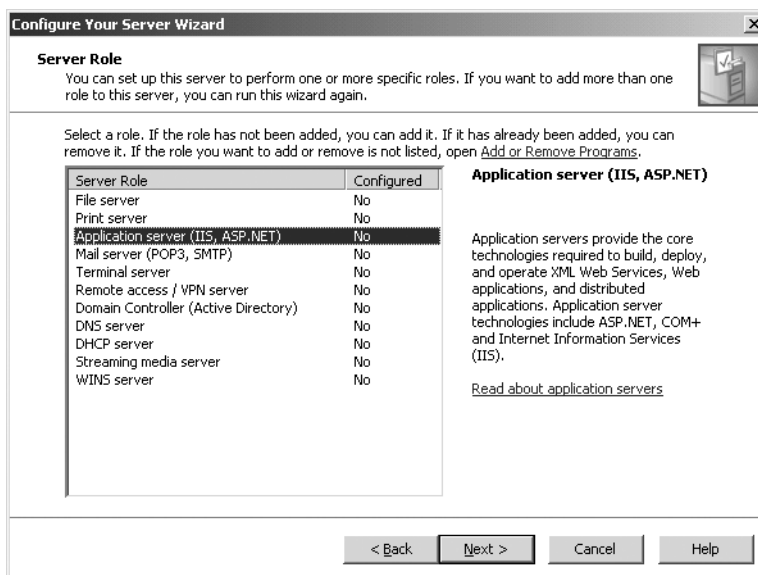 Configure Your Server Wizard
Server Role
You can set up this server to perform one or more specific roles. If you want to add more than one
role to this server, you can run this wizard again.
Select a role. If the role has not been added, you can add it. If it has already been added, you can
remove it. If the role you want to add or remove is not listed, open Add or Remove Programs.
Server Role Configured
File server No
Print server No
Application server (IIS, ASP.NET) No
Mail server (POP3, SMTP) No
Terminal server No
Remote access / VPN server No
Domain Controller (Active Directory) No
DNS server No
DHCP server No
Streaming media server No
WINS server No
Application server (IIS, ASP.NET)
Application servers provide the core
technologies required to build, deploy,
and operate XML Web Services, Web
applications, and distributed
applications. Application server
technologies include ASP.NET, COM+
and Internet Information Services
(IIS).
Read about application servers
< Back Next > Cancel Help